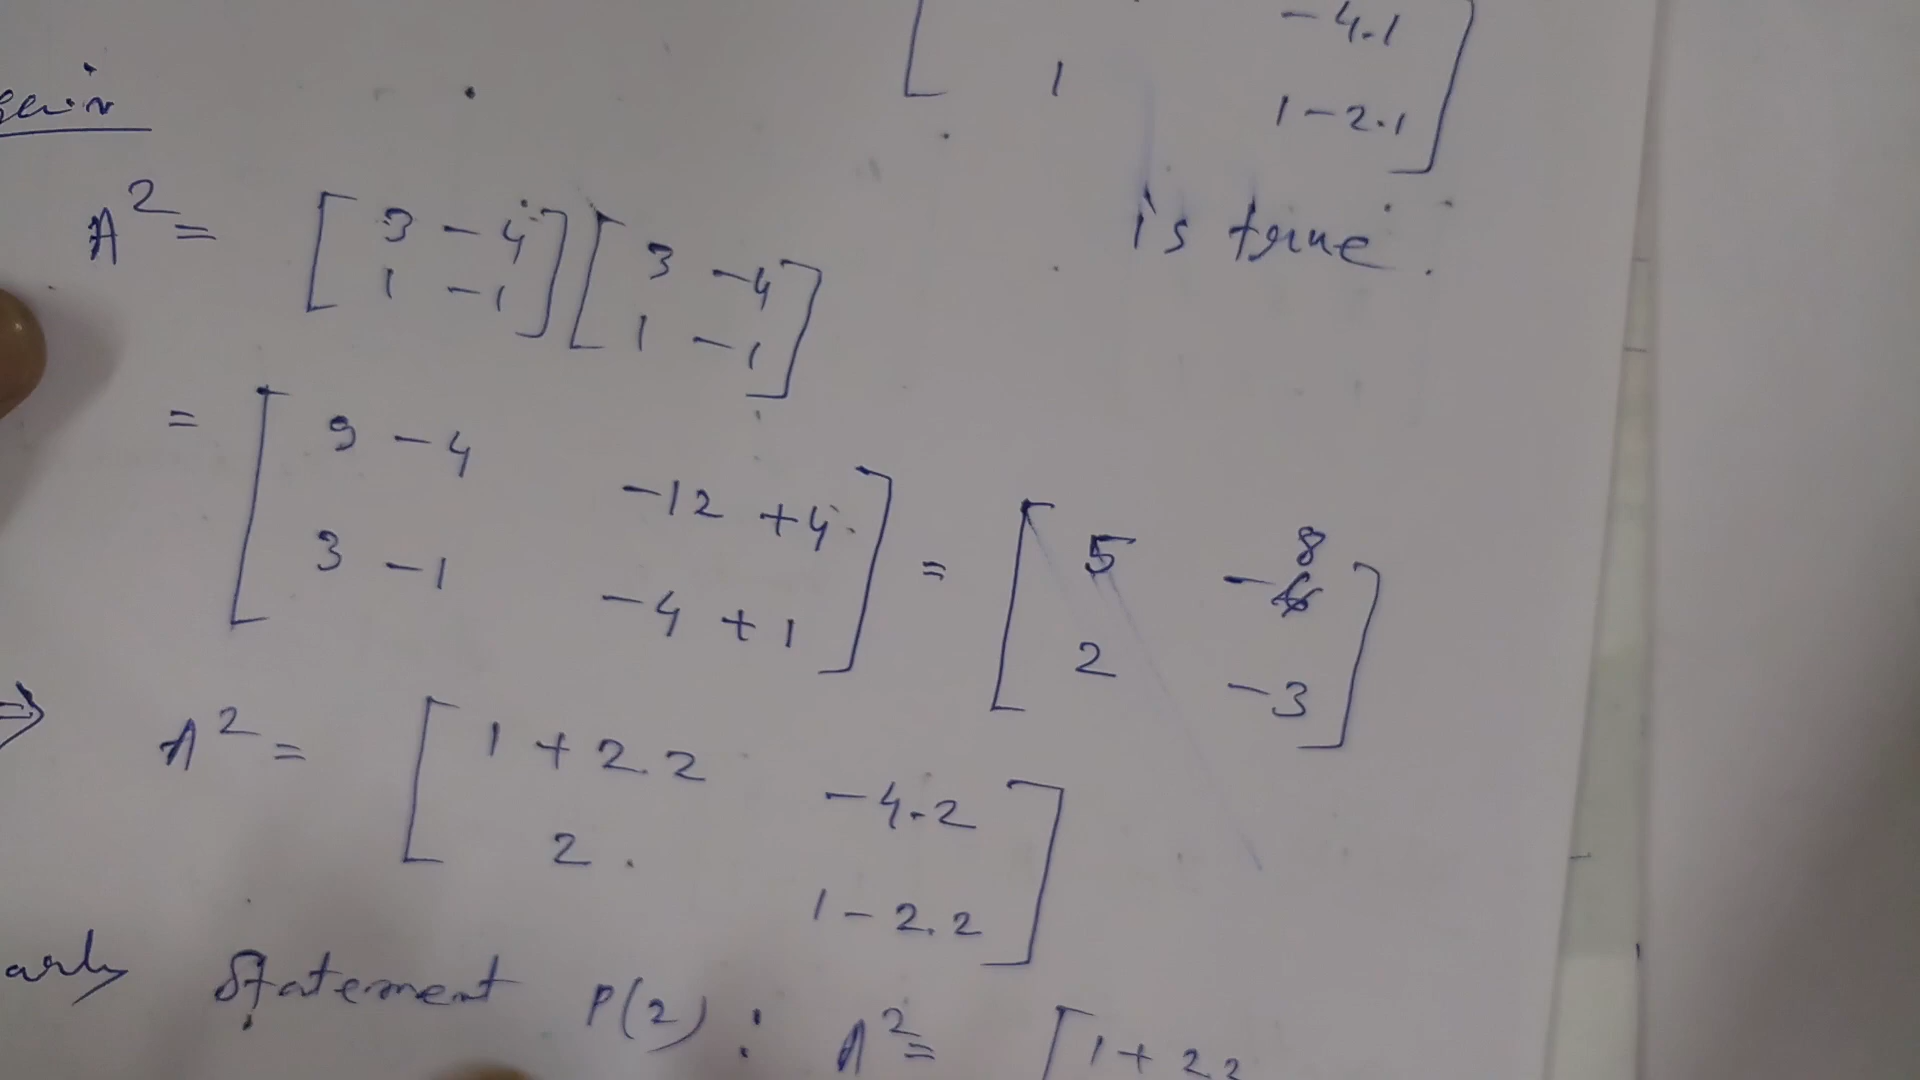 - 4.1
1
1 - 2.1
is true.
A² = [ 3 - 4 ] [ 3 - 4 ]
1 - 1 1 - 1
= [ 9 - 4 -12 + 4 ] = [ 5 - 8 ]
3 - 1 - 4 + 1 2 - 3
⇒ A² = [ 1 + 2.2 - 4.2 ]
2. 1 - 2.2
Statement P(2) : A² = [ 1 + 2.2